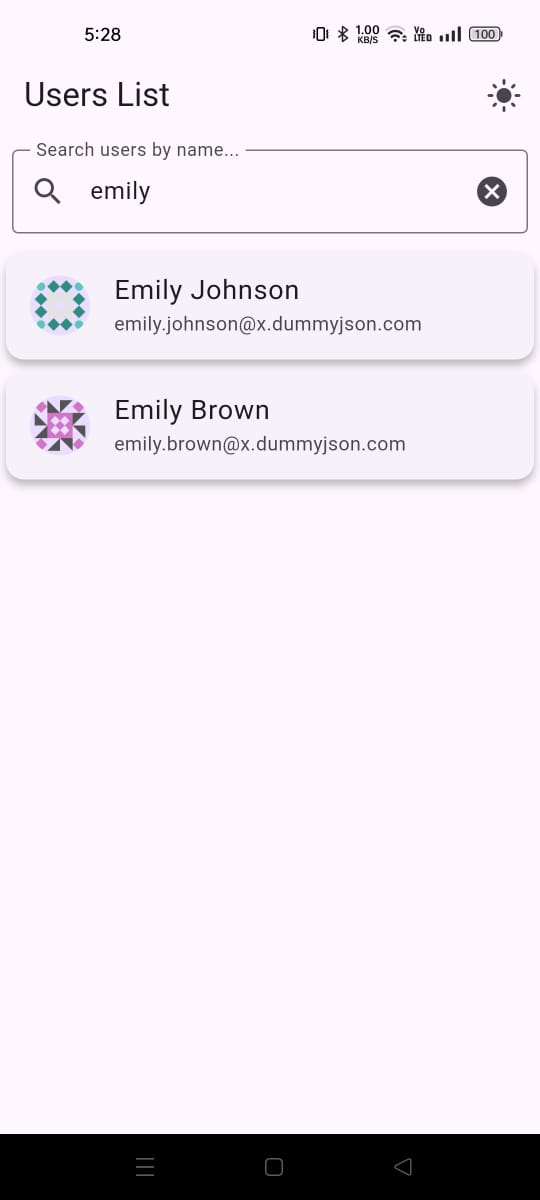 5:28
1.00
KB/S
Vo
LTE
100
Users List
Search users by name...
emily
Emily Johnson
emily.johnson@x.dummyjson.com
Emily Brown
emily.brown@x.dummyjson.com